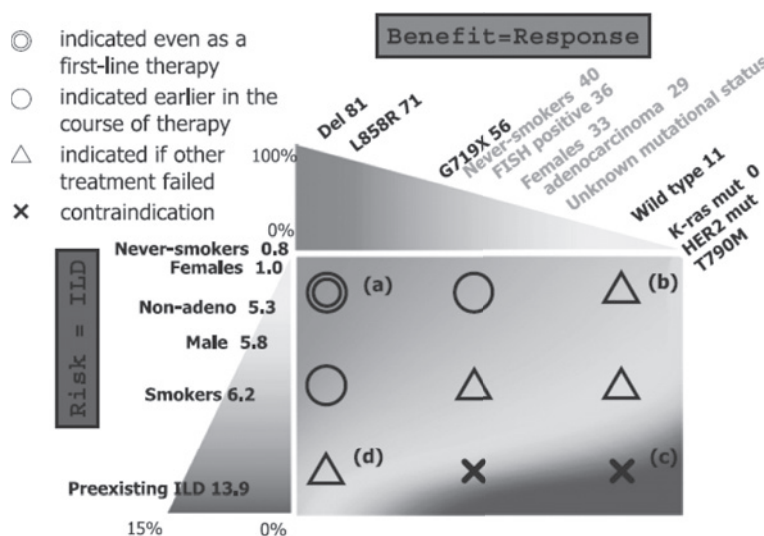 indicated even as a
first-line therapy
indicated earlier in the
course of therapy
indicated if other
treatment failed
contraindication
Benefit=Response
Del 81
L858R 71
G719X 56
Never-smokers 40
FISH positive 36
Females 33
adenocarcinoma 29
Unknown mutational status
Wild type 11
K-ras mut 0
HER2 mut
T790M
100%
0%
Risk = ILD
Never-smokers 0.8
Females 1.0
Non-adeno 5.3
Male 5.8
Smokers 6.2
Preexisting ILD 13.9
15%
0%
(a)
(b)
(d)
(c)